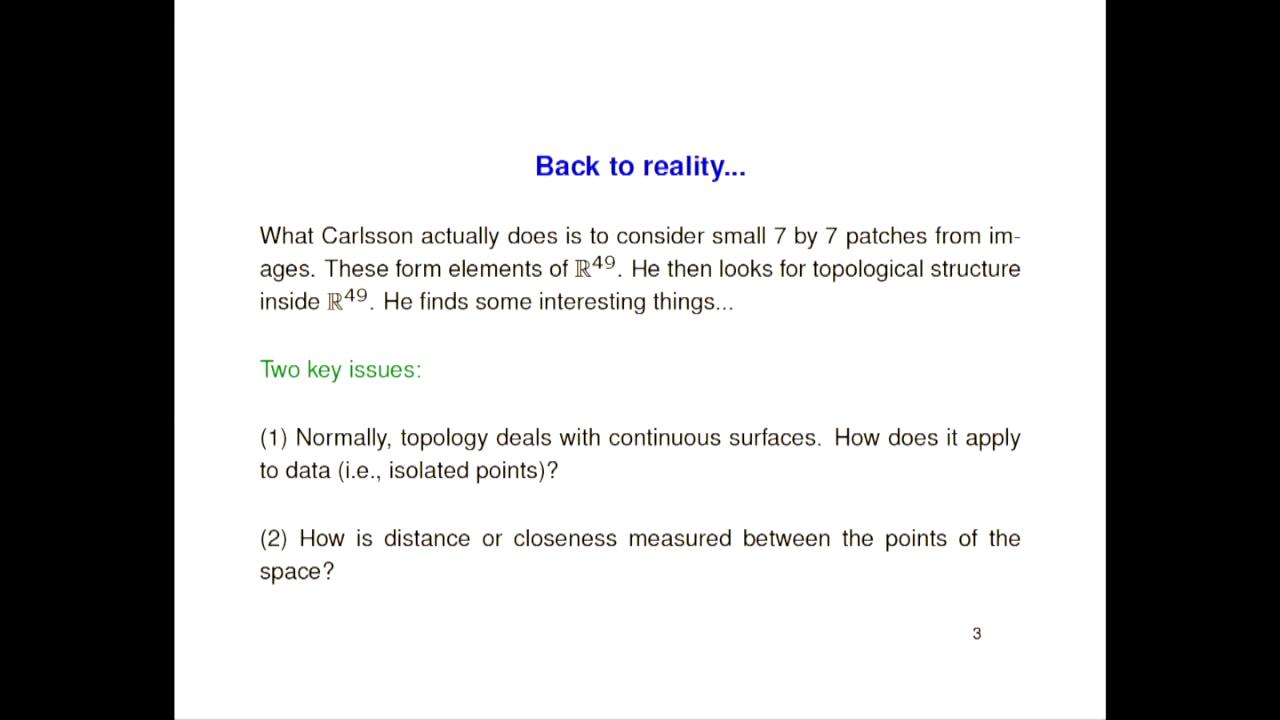 Back to reality...
What Carlsson actually does is to consider small 7 by 7 patches from im-
ages. These form elements of ℝ⁴⁹. He then looks for topological structure
inside ℝ⁴⁹. He finds some interesting things...
Two key issues:
(1) Normally, topology deals with continuous surfaces. How does it apply
to data (i.e., isolated points)?
(2) How is distance or closeness measured between the points of the
space?
3